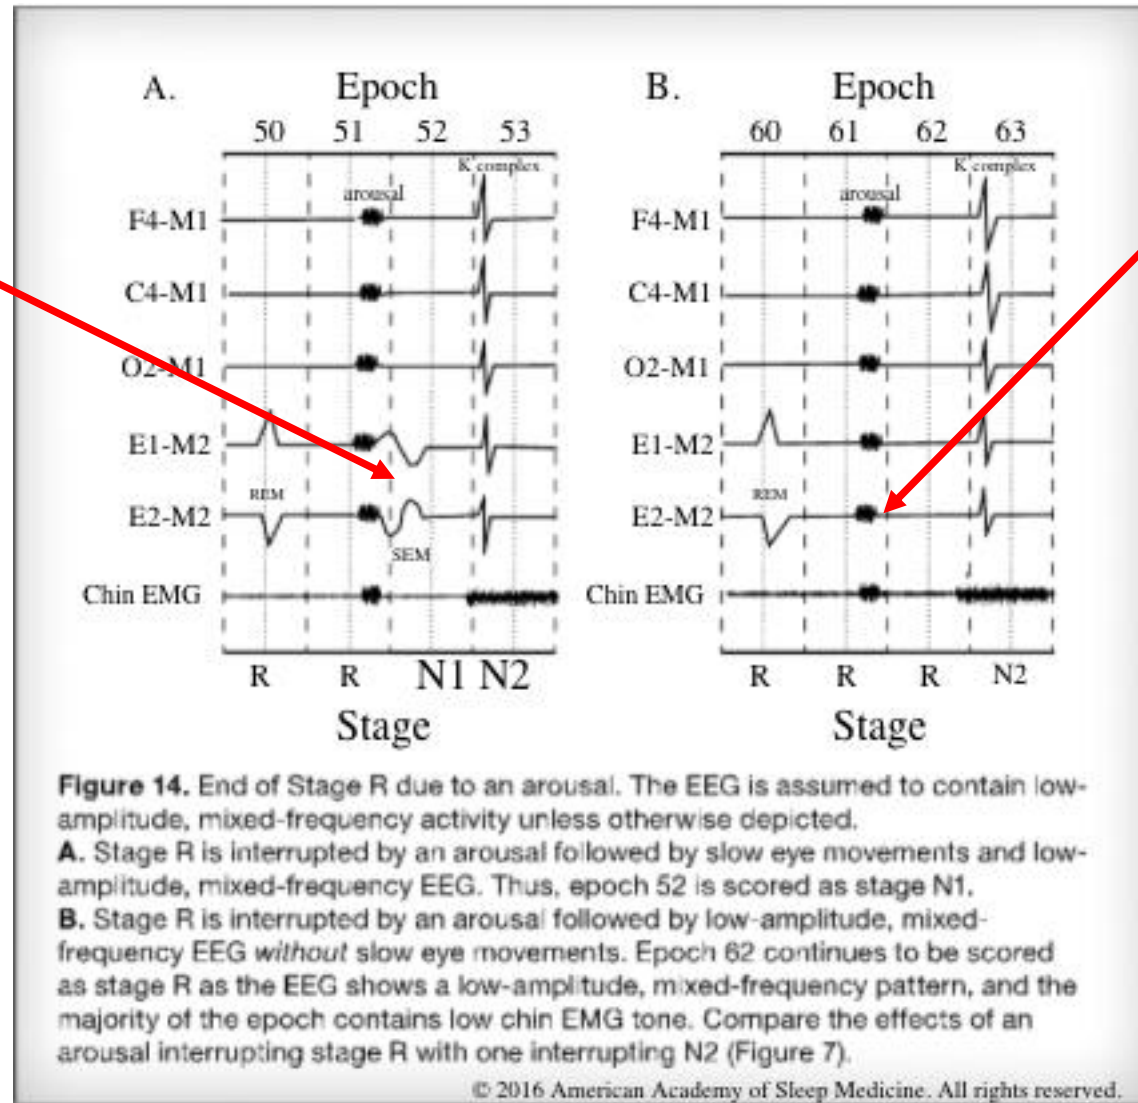 A. Epoch
50 51 52 53
K complex
arousal
F4-M1
C4-M1
O2-M1
E1-M2
REM
E2-M2
SEM
Chin EMG
R R N1 N2
Stage
B. Epoch
60 61 62 63
K complex
arousal
F4-M1
C4-M1
O2-M1
E1-M2
REM
E2-M2
Chin EMG
R R R N2
Stage
Figure 14. End of Stage R due to an arousal. The EEG is assumed to contain low-
amplitude, mixed-frequency activity unless otherwise depicted.
A. Stage R is interrupted by an arousal followed by slow eye movements and low-
amplitude, mixed-frequency EEG. Thus, epoch 52 is scored as stage N1.
B. Stage R is interrupted by an arousal followed by low-amplitude, mixed-
frequency EEG without slow eye movements. Epoch 62 continues to be scored
as stage R as the EEG shows a low-amplitude, mixed-frequency pattern, and the
majority of the epoch contains low chin EMG tone. Compare the effects of an
arousal interrupting stage R with one interrupting N2 (Figure 7).
© 2016 American Academy of Sleep Medicine. All rights reserved.